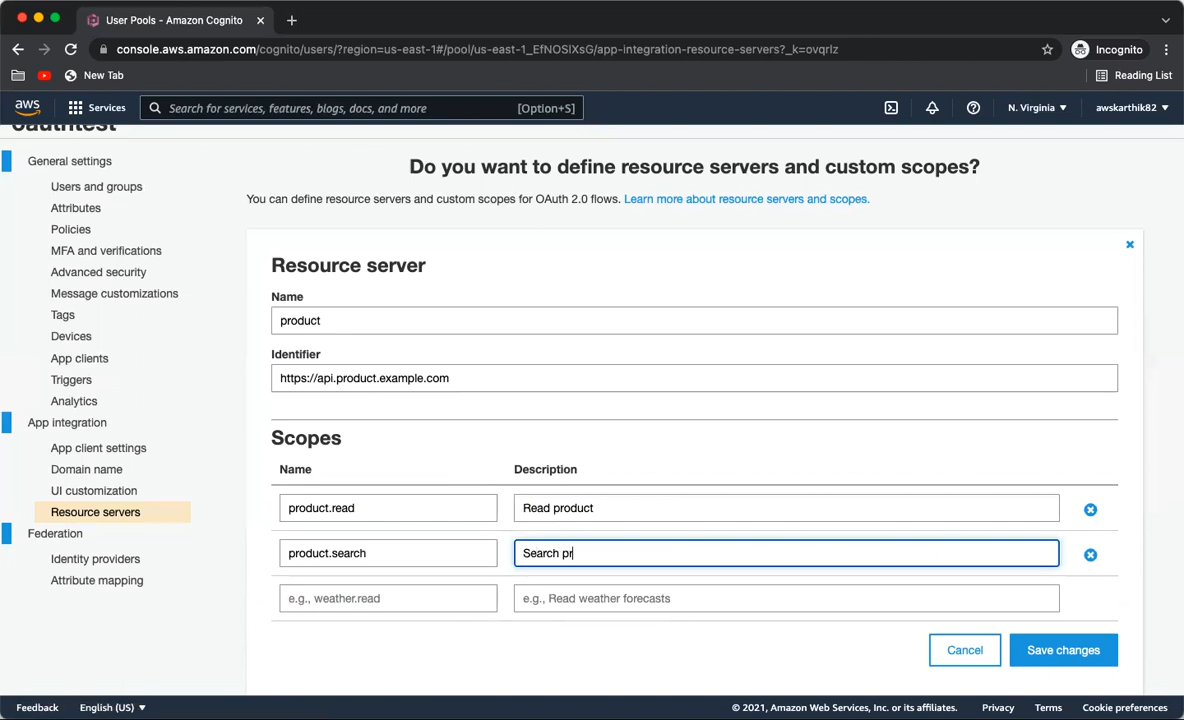 User Pools - Amazon Cognito
console.aws.amazon.com/cognito/users/?region=us-east-1#/pool/us-east-1_EfNOSlXsG/app-integration-resource-servers?_k=ovqrlz
Incognito
New Tab
Reading List
aws
Services
Search for services, features, blogs, docs, and more
[Option+S]
N. Virginia
awskarthik82
oauthtest
General settings
Users and groups
Attributes
Policies
MFA and verifications
Advanced security
Message customizations
Tags
Devices
App clients
Triggers
Analytics
App integration
App client settings
Domain name
UI customization
Resource servers
Federation
Identity providers
Attribute mapping
Do you want to define resource servers and custom scopes?
You can define resource servers and custom scopes for OAuth 2.0 flows. Learn more about resource servers and scopes.
Resource server
Name
product
Identifier
https://api.product.example.com
Scopes
Name Description
product.read Read product
product.search Search pr
e.g., weather.read e.g., Read weather forecasts
Cancel Save changes
Feedback English (US) © 2021, Amazon Web Services, Inc. or its affiliates. Privacy Terms Cookie preferences